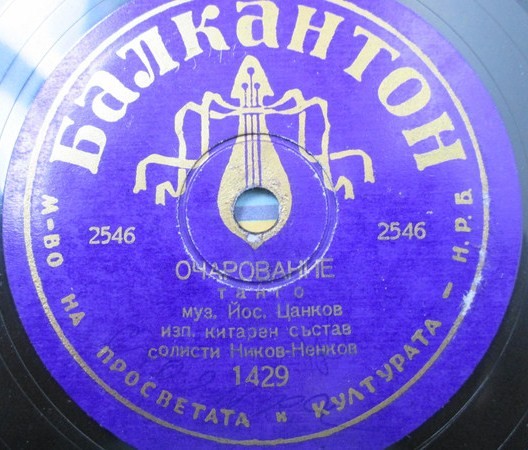 Балкантон
2546 2546
ОЧАРОВАНИЕ
танго
муз. Йос. Цанков
изп. китарен състав
солисти Ников-Ненков
1429
М-ВО НА ПРОСВЕТАТА и КУЛТУРАТА – Н.Р.Б.